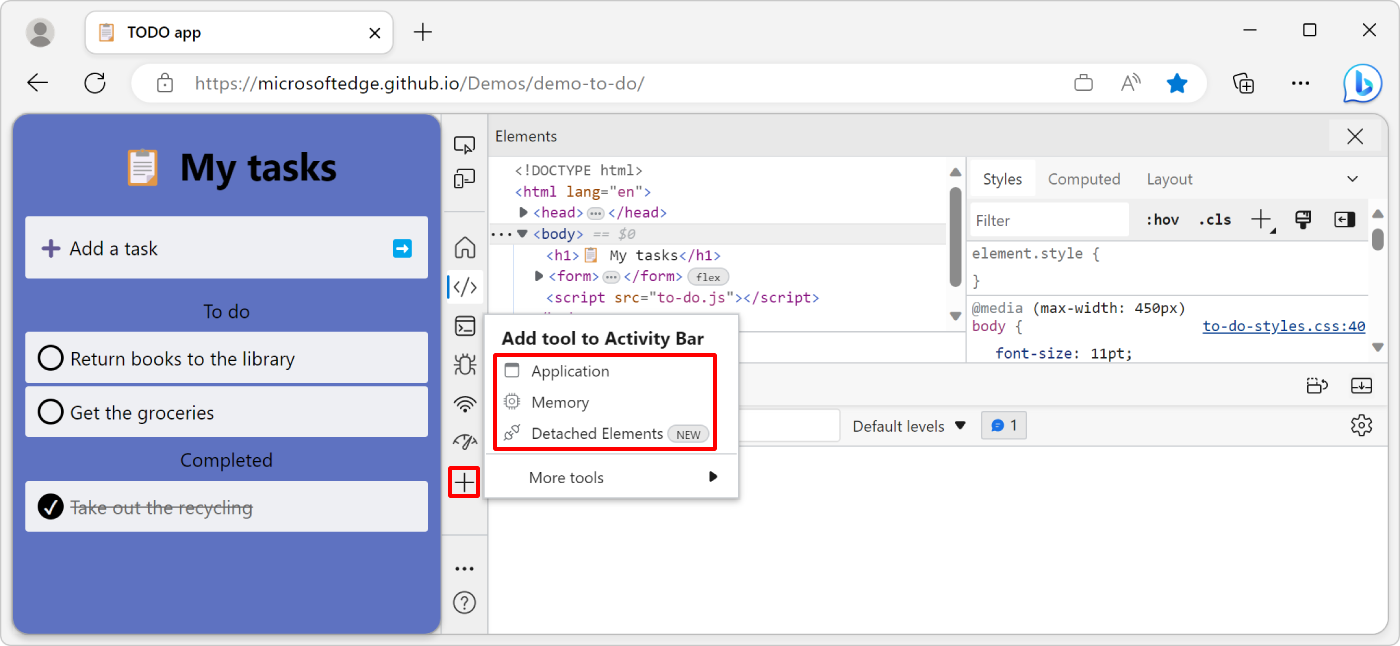 TODO app
https://microsoftedge.github.io/Demos/demo-to-do/
My tasks
Add a task
To do
Return books to the library
Get the groceries
Completed
Take out the recycling
Elements
<!DOCTYPE html>
<html lang="en">
<head> ⋯ </head>
··· <body> == $0
<h1>📋 My tasks</h1>
<form> ⋯ </form> flex
<script src="to-do.js"></script>
Styles Computed Layout
Filter :hov .cls
element.style {
}
@media (max-width: 450px)
body { to-do-styles.css:40
font-size: 11pt;
Add tool to Activity Bar
Application
Memory
Detached Elements NEW
More tools
Default levels 1